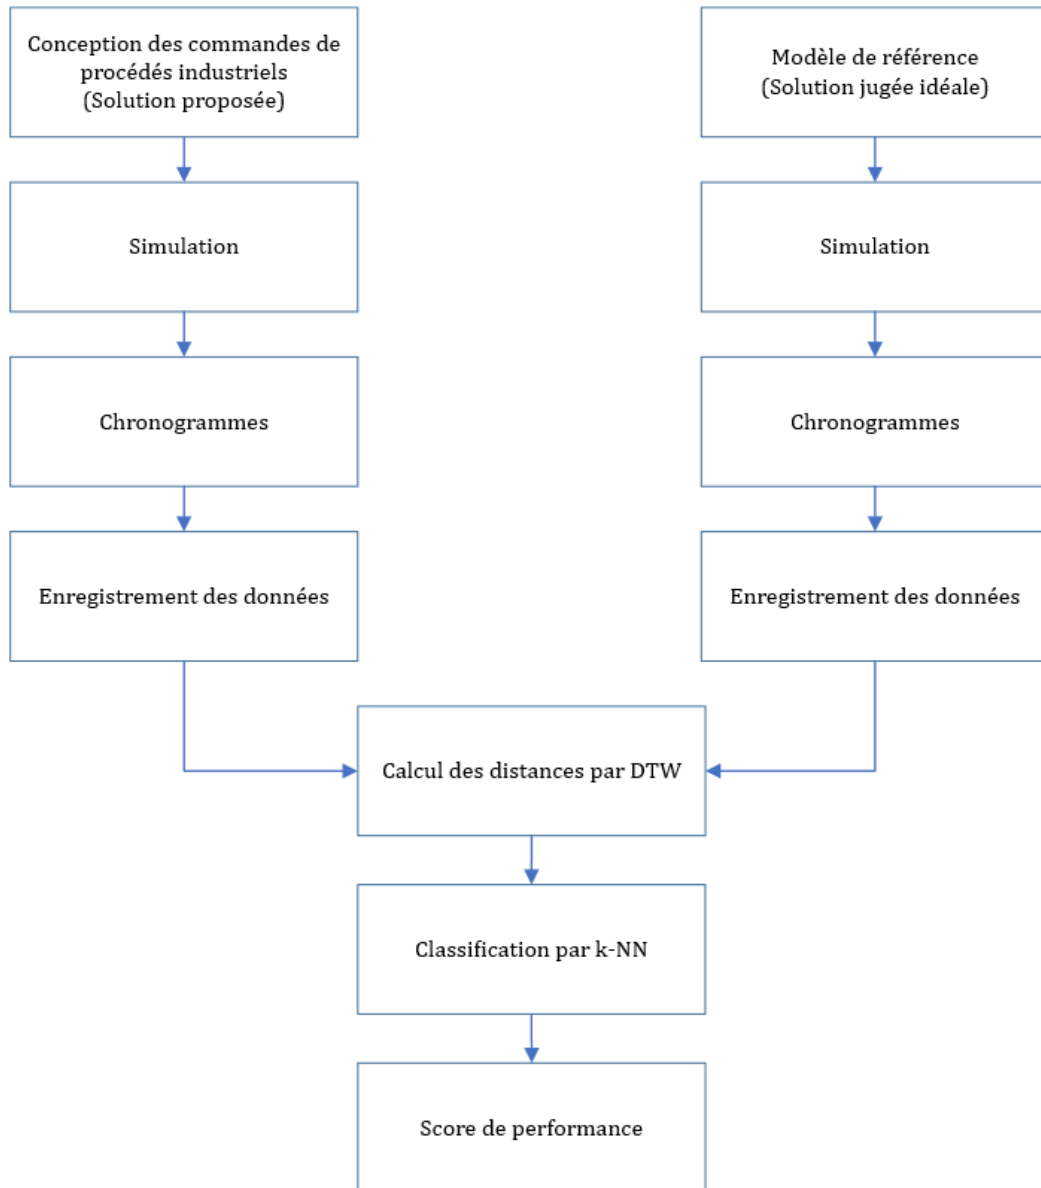 Conception des commandes de
procédés industriels
(Solution proposée)
Modèle de référence
(Solution jugée idéale)
Simulation
Simulation
Chronogrammes
Chronogrammes
Enregistrement des données
Enregistrement des données
Calcul des distances par DTW
Classification par k-NN
Score de performance